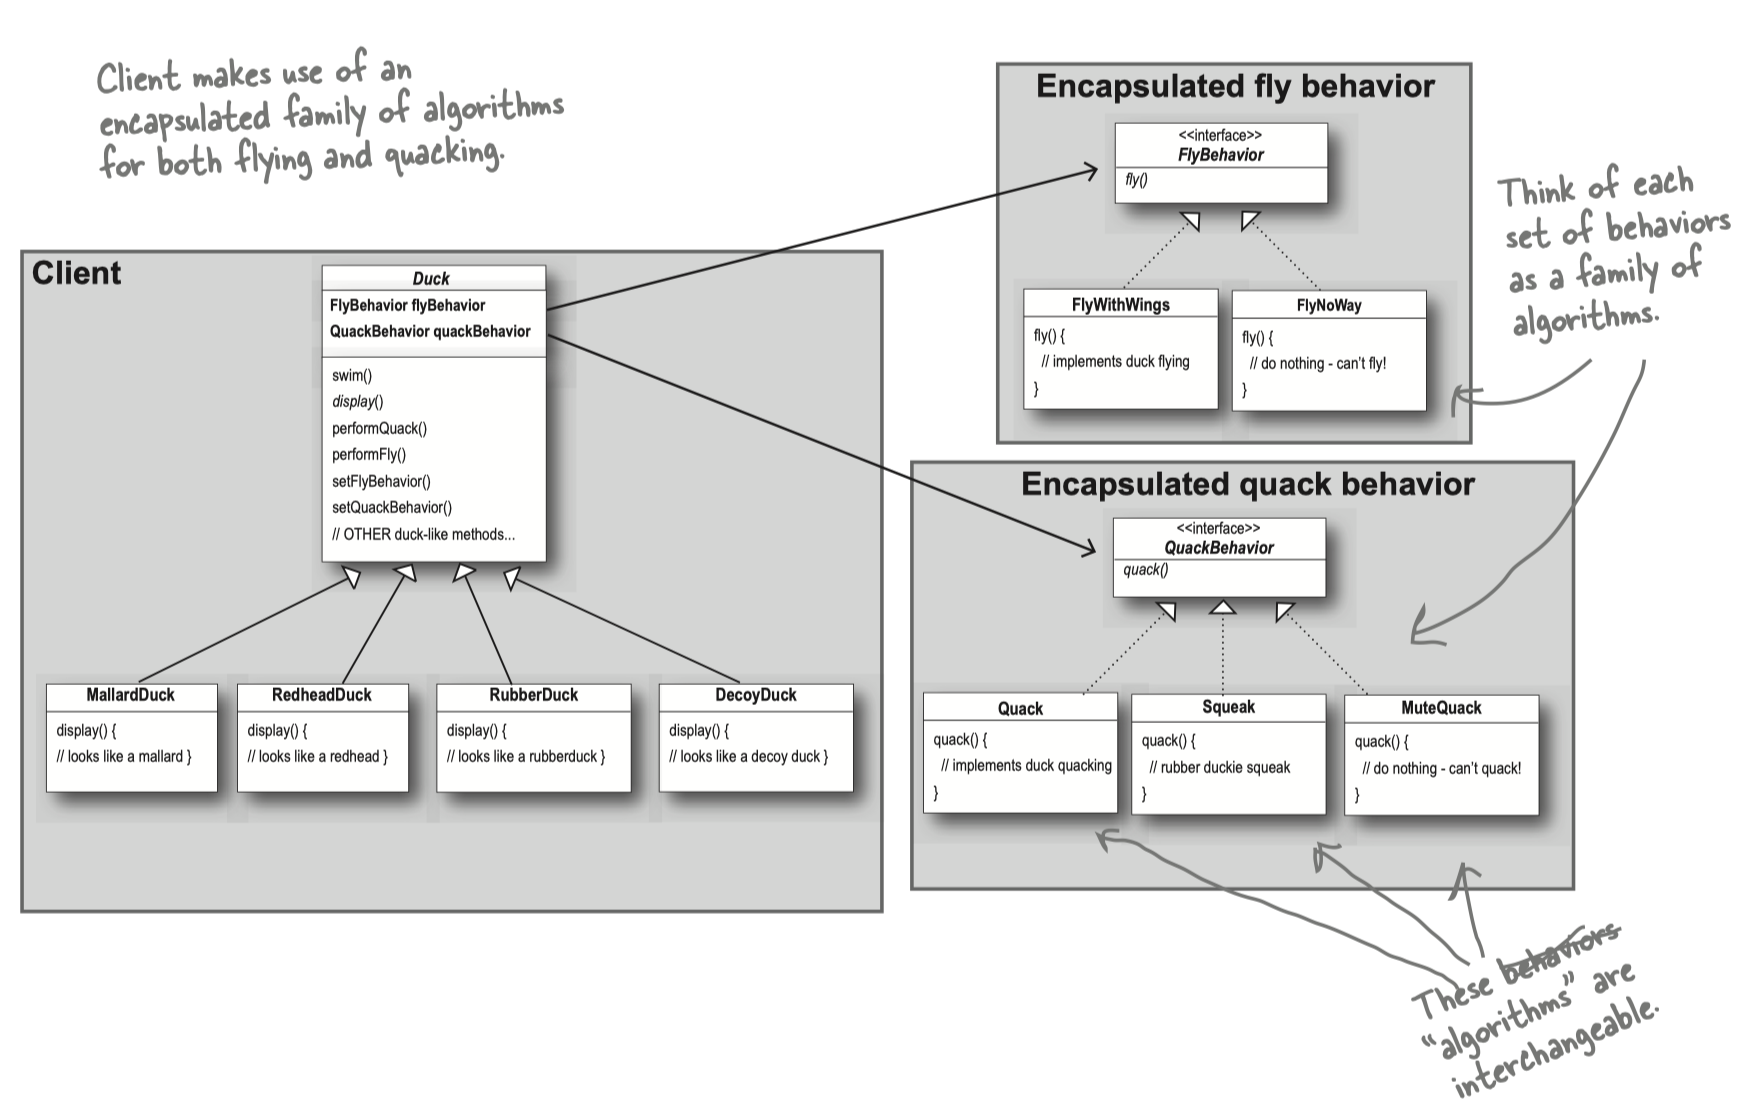 Client makes use of an
encapsulated family of algorithms
for both flying and quacking.
Client
Duck
FlyBehavior flyBehavior
QuackBehavior quackBehavior
swim()
display()
performQuack()
performFly()
setFlyBehavior()
setQuackBehavior()
// OTHER duck-like methods...
MallardDuck
display() {
// looks like a mallard }
RedheadDuck
display() {
// looks like a redhead }
RubberDuck
display() {
// looks like a rubberduck }
DecoyDuck
display() {
// looks like a decoy duck }
Encapsulated fly behavior
<<interface>>
FlyBehavior
fly()
FlyWithWings
fly() {
// implements duck flying
}
FlyNoWay
fly() {
// do nothing - can't fly!
}
Think of each
set of behaviors
as a family of
algorithms.
Encapsulated quack behavior
<<interface>>
QuackBehavior
quack()
Quack
quack() {
// implements duck quacking
}
Squeak
quack() {
// rubber duckie squeak
}
MuteQuack
quack() {
// do nothing - can't quack!
}
These behaviors
“algorithms” are
interchangeable.